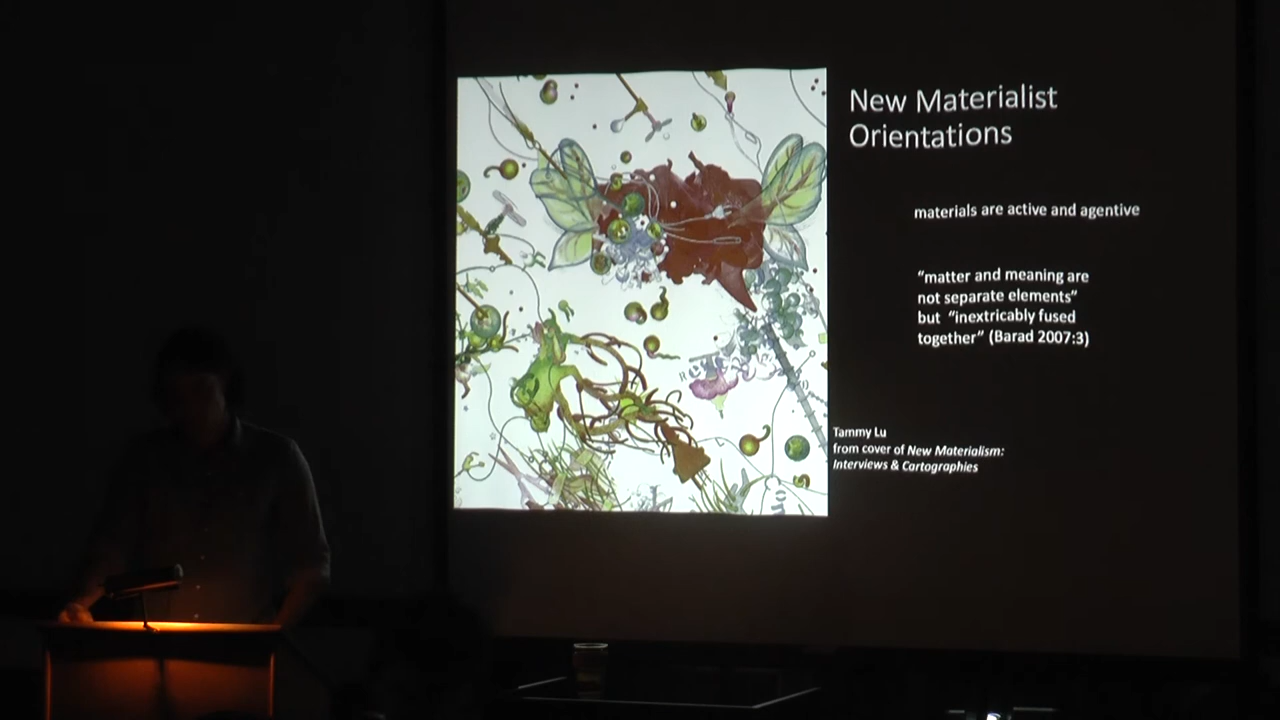 New Materialist
Orientations
materials are active and agentive
“matter and meaning are
not separate elements”
but “inextricably fused
together” (Barad 2007:3)
Tammy Lu
from cover of New Materialism:
Interviews & Cartographies